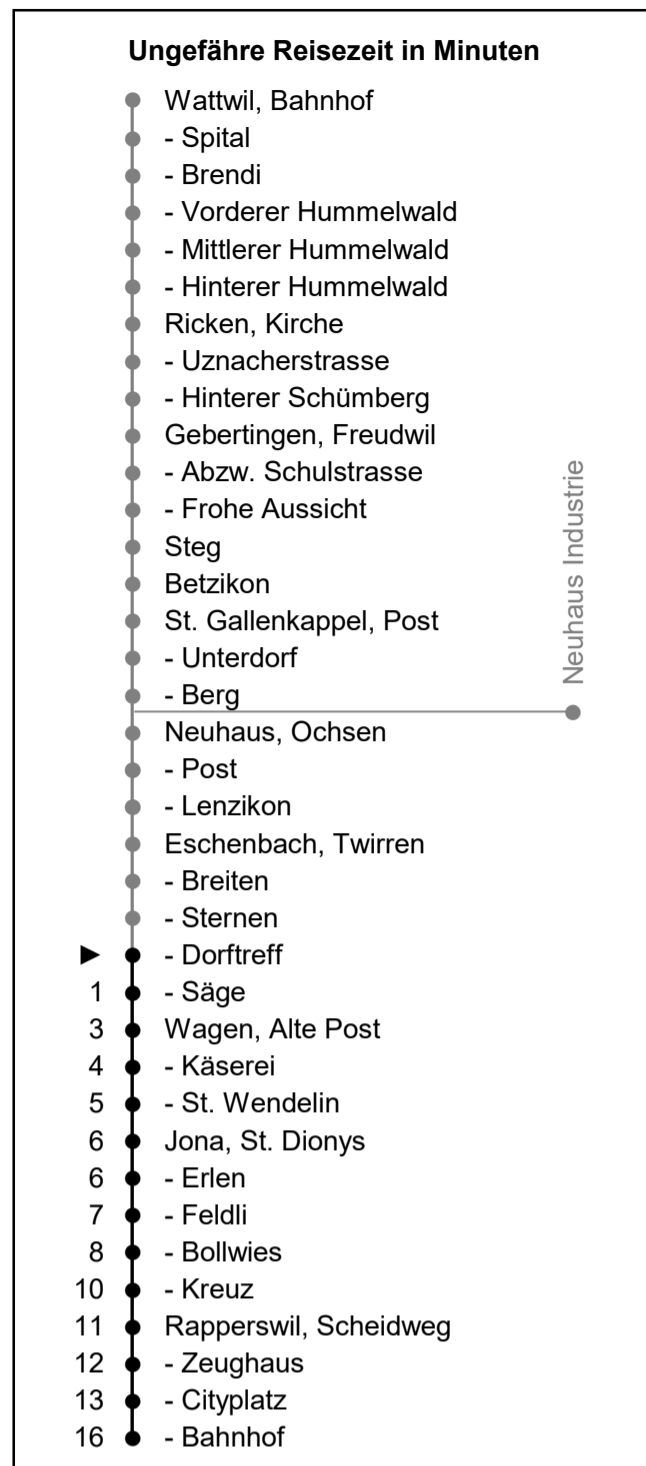 Ungefähre Reisezeit in Minuten
Wattwil, Bahnhof
- Spital
- Brendi
- Vorderer Hummelwald
- Mittlerer Hummelwald
- Hinterer Hummelwald
Ricken, Kirche
- Uznacherstrasse
- Hinterer Schümberg
Gebertingen, Freudwil
- Abzw. Schulstrasse
- Frohe Aussicht
Steg
Betzikon
St. Gallenkappel, Post
- Unterdorf
- Berg
Neuhaus Industrie
Neuhaus, Ochsen
- Post
- Lenzikon
Eschenbach, Twirren
- Breiten
- Sternen
► - Dorftreff
1 - Säge
3 Wagen, Alte Post
4 - Käserei
5 - St. Wendelin
6 Jona, St. Dionys
6 - Erlen
7 - Feldli
8 - Bollwies
10 - Kreuz
11 Rapperswil, Scheidweg
12 - Zeughaus
13 - Cityplatz
16 - Bahnhof